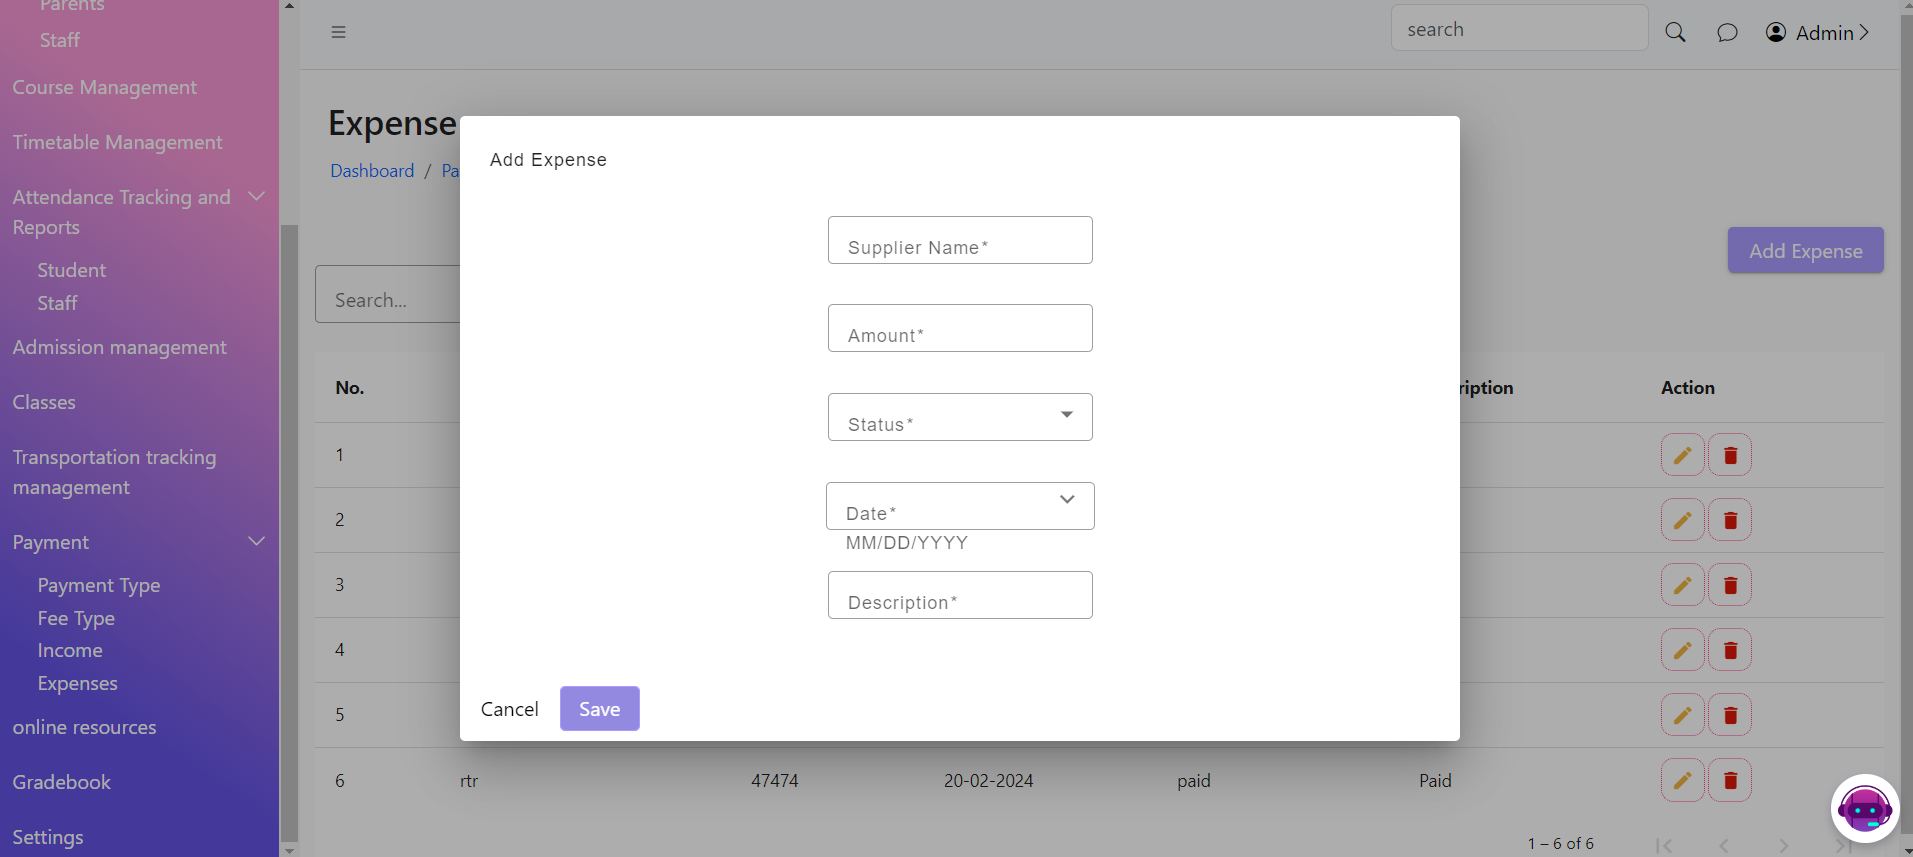 Parents
Staff
Course Management
Timetable Management
Attendance Tracking and
Reports
Student
Staff
Admission management
Classes
Transportation tracking
management
Payment
Payment Type
Fee Type
Income
Expenses
online resources
Gradebook
Settings
search
Admin
Expense
Dashboard / Pa
Add Expense
Search...
No.
ription
Action
1
2
3
4
5
6 rtr 47474 20-02-2024 paid Paid
1 – 6 of 6
Add Expense
Supplier Name*
Amount*
Status*
Date*
MM/DD/YYYY
Description*
Cancel
Save